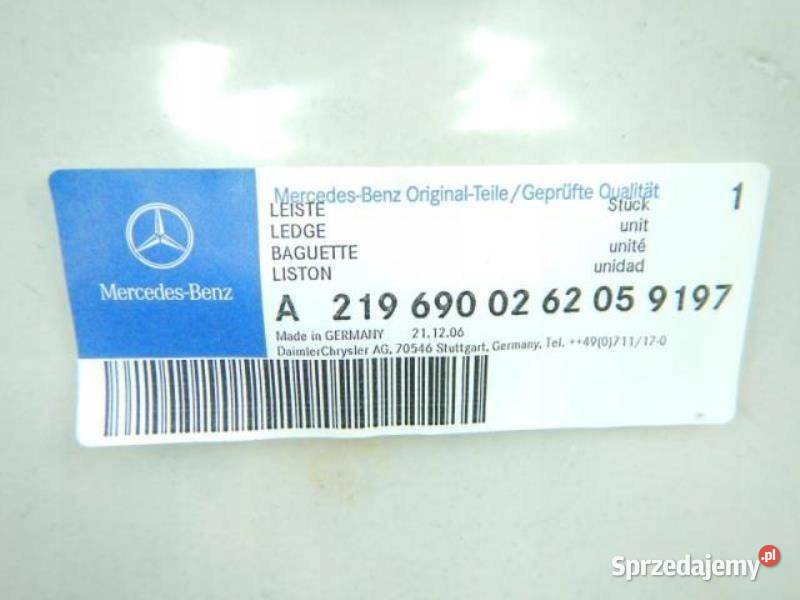 Mercedes-Benz Original-Teile/Geprüfte Qualität
LEISTE Stück 1
LEDGE unit
BAGUETTE unité
LISTON unidad
Mercedes-Benz
A 219 690 02 62 05 9197
Made in GERMANY 21.12.06
DaimlerChrysler AG, 70546 Stuttgart, Germany, Tel. ++49(0)711/17-0
Sprzedajemy.pl